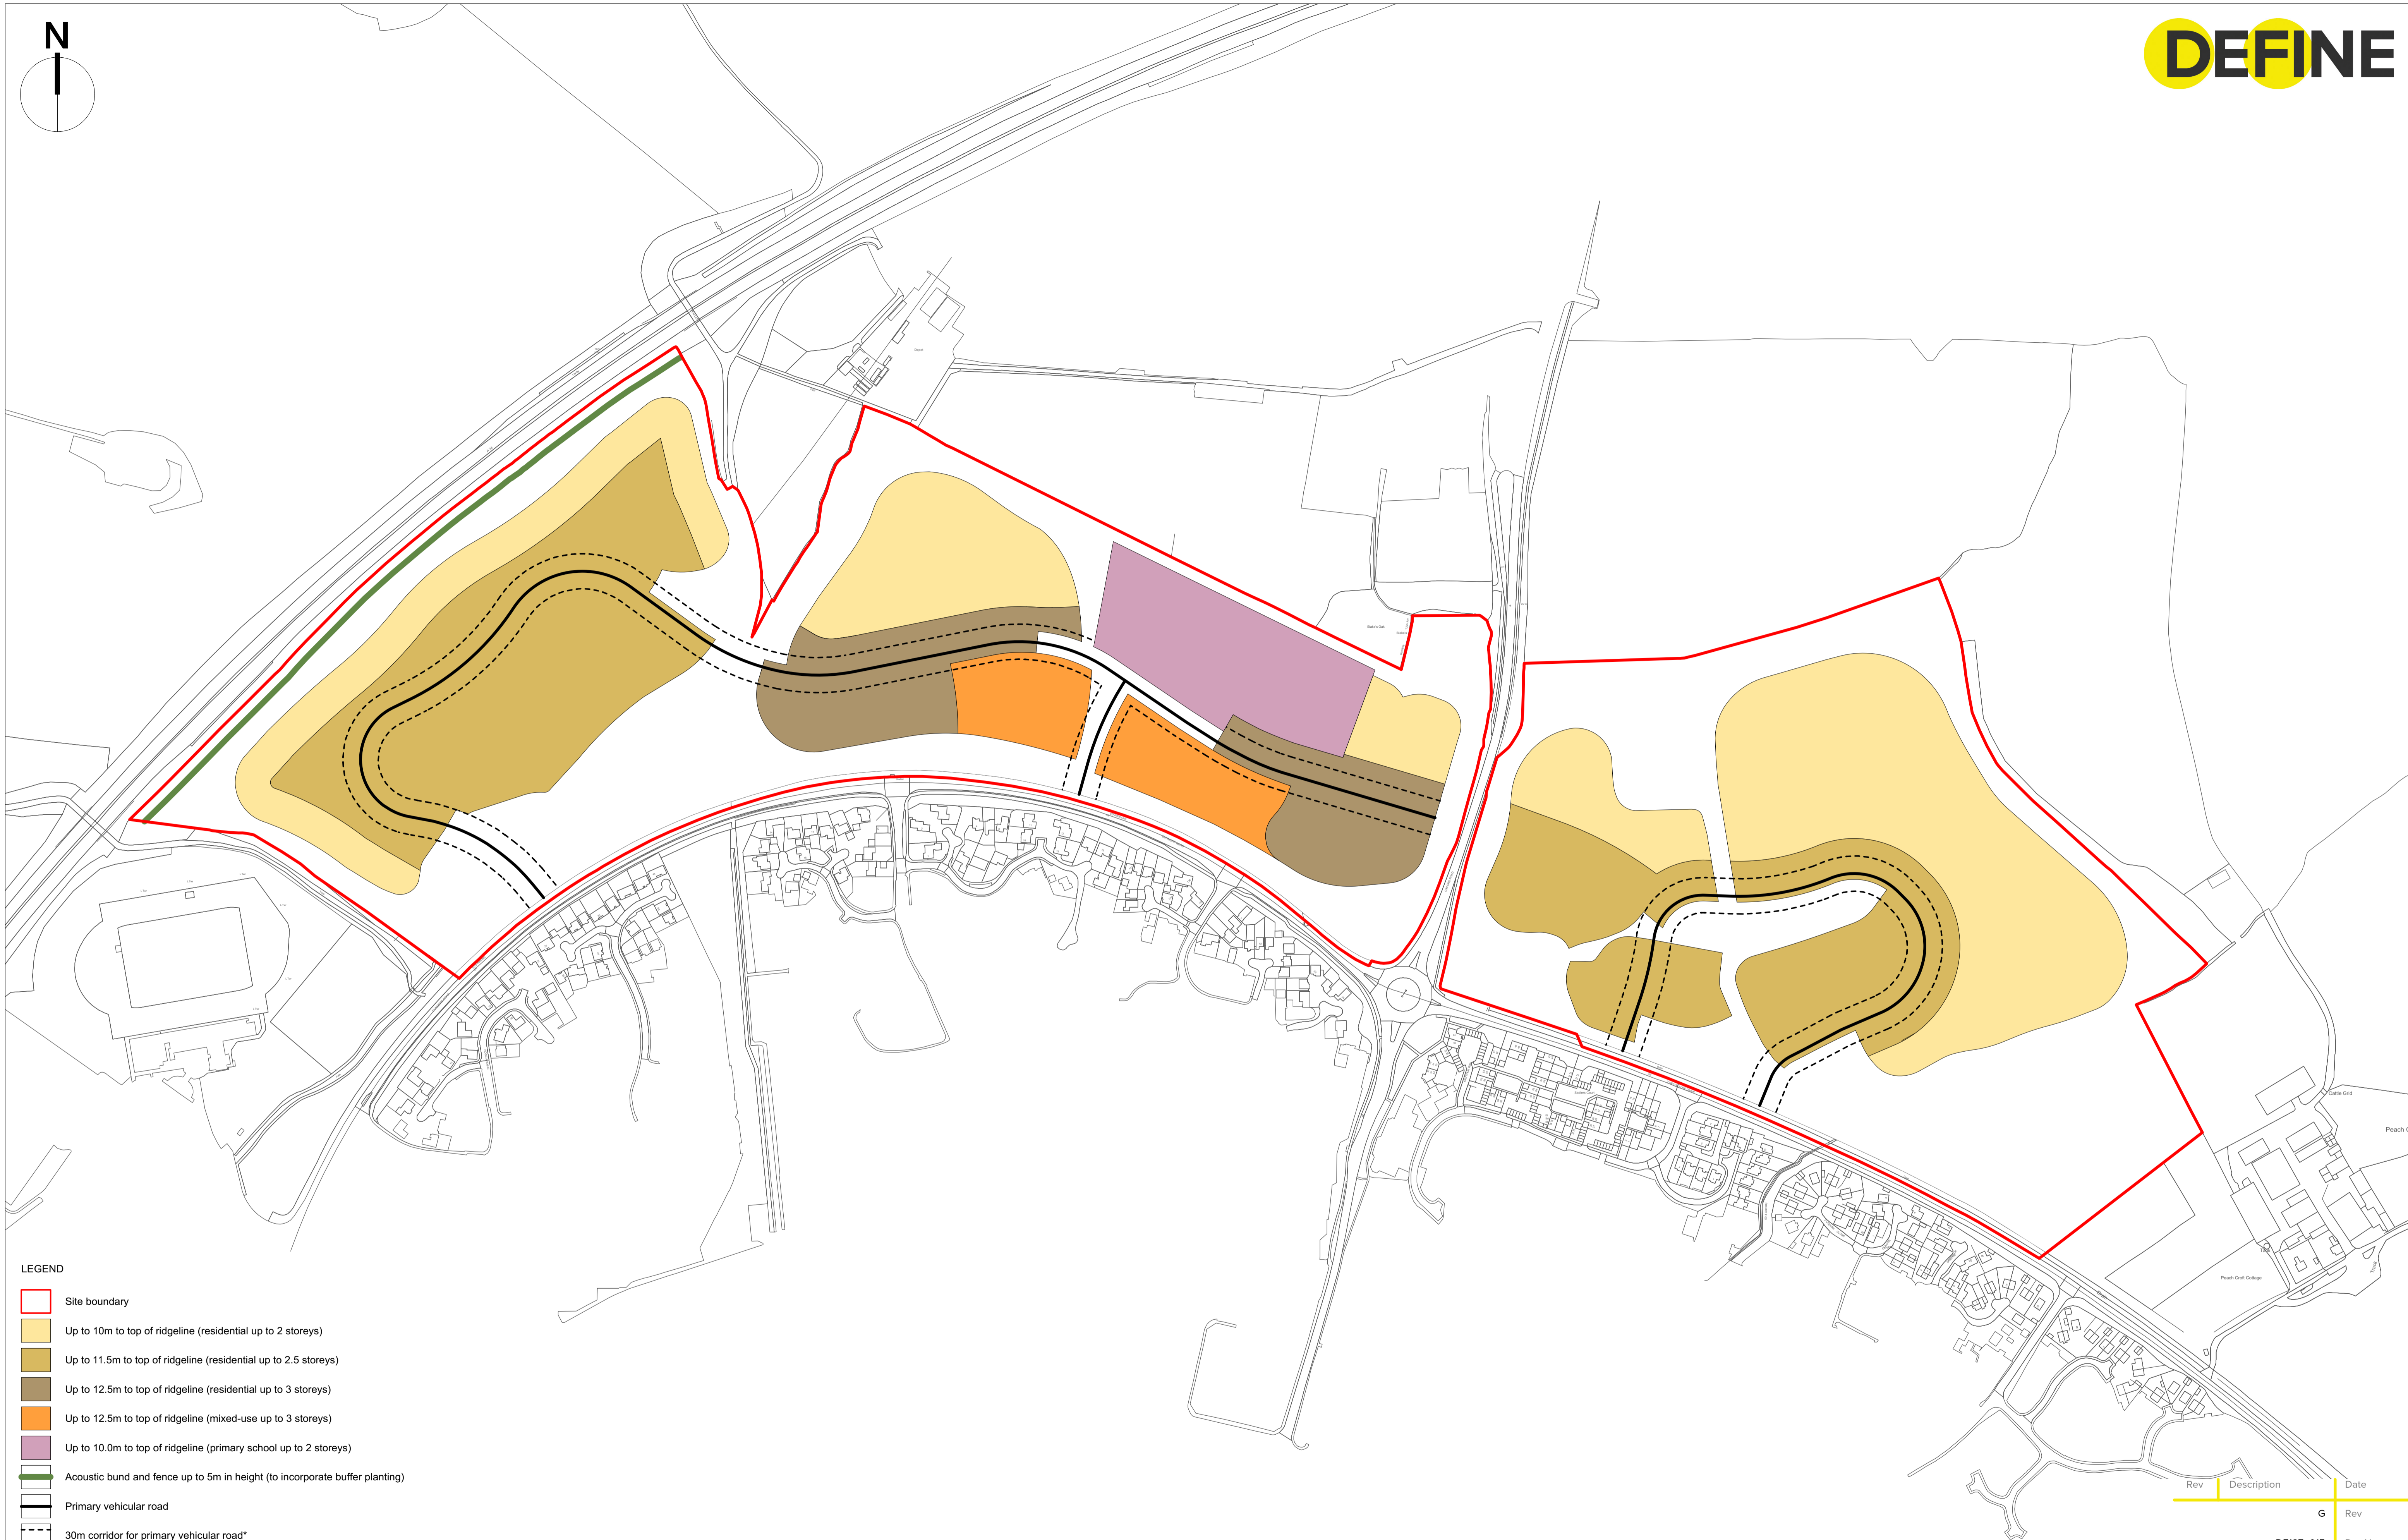 N
DEFINE
Cattle Grid
Peach C
Peach Croft Cottage
Track
LEGEND
Site boundary
Up to 10m to top of ridgeline (residential up to 2 storeys)
Up to 11.5m to top of ridgeline (residential up to 2.5 storeys)
Up to 12.5m to top of ridgeline (residential up to 3 storeys)
Up to 12.5m to top of ridgeline (mixed-use up to 3 storeys)
Up to 10.0m to top of ridgeline (primary school up to 2 storeys)
Acoustic bund and fence up to 5m in height (to incorporate buffer planting)
Primary vehicular road
30m corridor for primary vehicular road*
Rev Description Date
G Rev